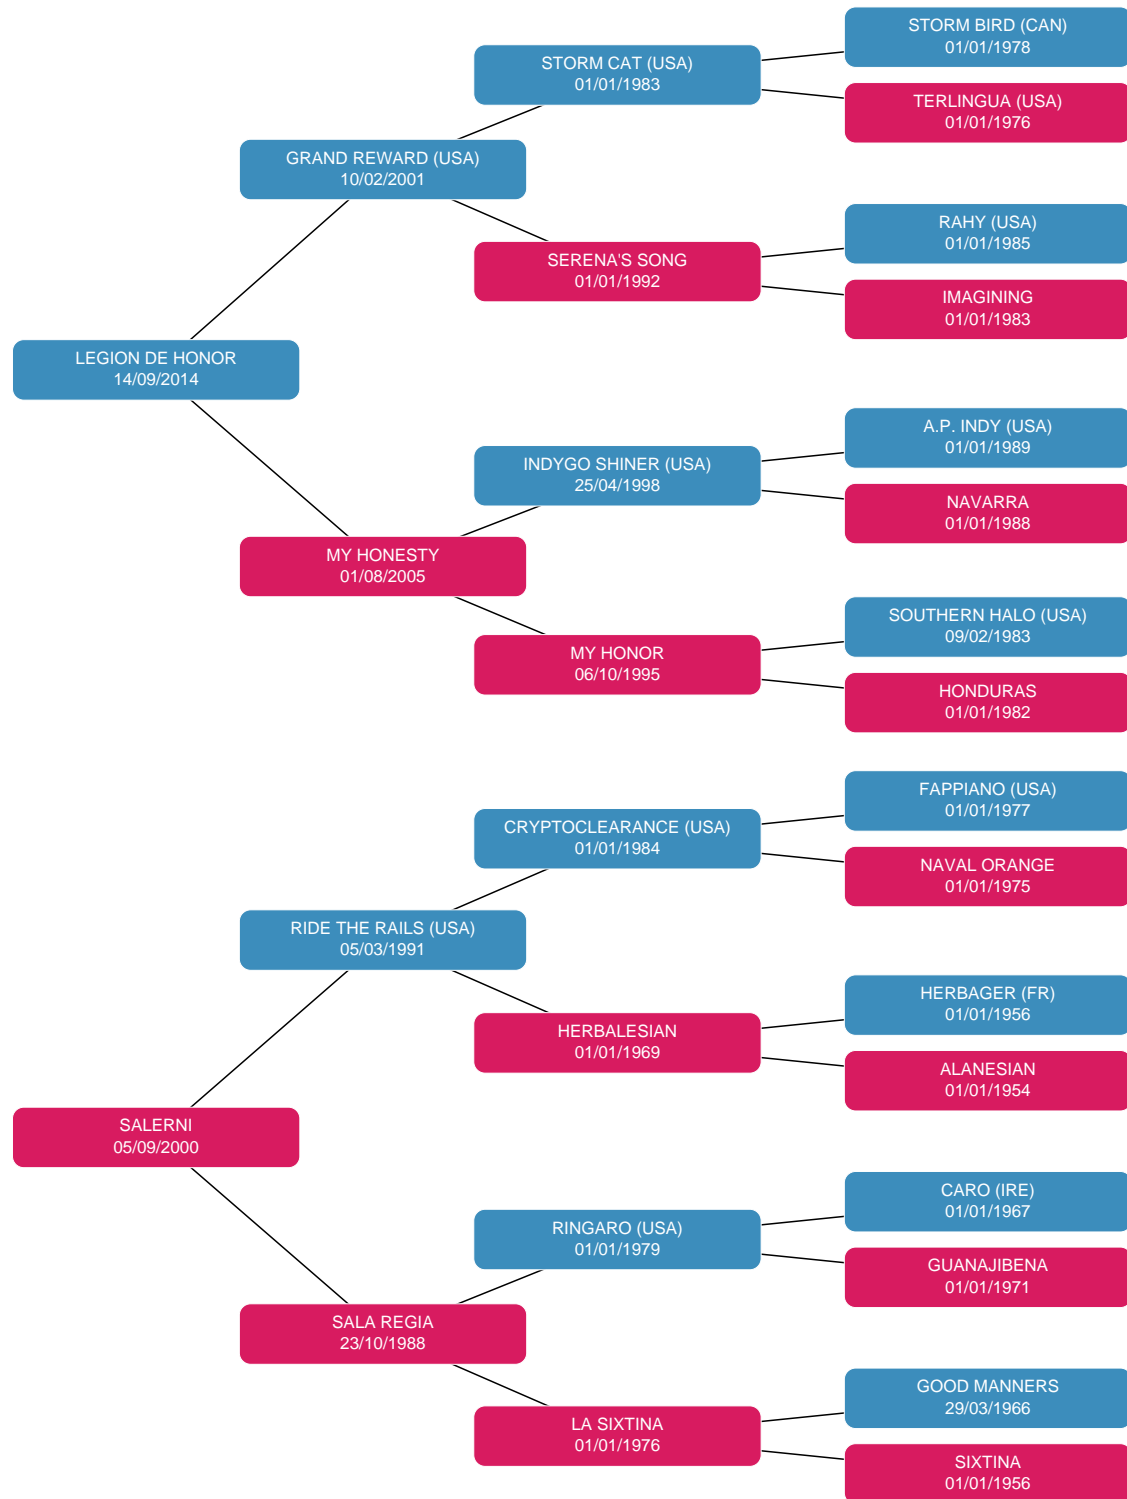 STORM BIRD (CAN)
01/01/1978
STORM CAT (USA)
01/01/1983
TERLINGUA (USA)
01/01/1976
GRAND REWARD (USA)
10/02/2001
RAHY (USA)
01/01/1985
SERENA'S SONG
01/01/1992
IMAGINING
01/01/1983
LEGION DE HONOR
14/09/2014
A.P. INDY (USA)
01/01/1989
INDYGO SHINER (USA)
25/04/1998
NAVARRA
01/01/1988
MY HONESTY
01/08/2005
SOUTHERN HALO (USA)
09/02/1983
MY HONOR
06/10/1995
HONDURAS
01/01/1982
FAPPIANO (USA)
01/01/1977
CRYPTOCLEARANCE (USA)
01/01/1984
NAVAL ORANGE
01/01/1975
RIDE THE RAILS (USA)
05/03/1991
HERBAGER (FR)
01/01/1956
HERBALESIAN
01/01/1969
ALANESIAN
01/01/1954
SALERNI
05/09/2000
CARO (IRE)
01/01/1967
RINGARO (USA)
01/01/1979
GUANAJIBENA
01/01/1971
SALA REGIA
23/10/1988
GOOD MANNERS
29/03/1966
LA SIXTINA
01/01/1976
SIXTINA
01/01/1956